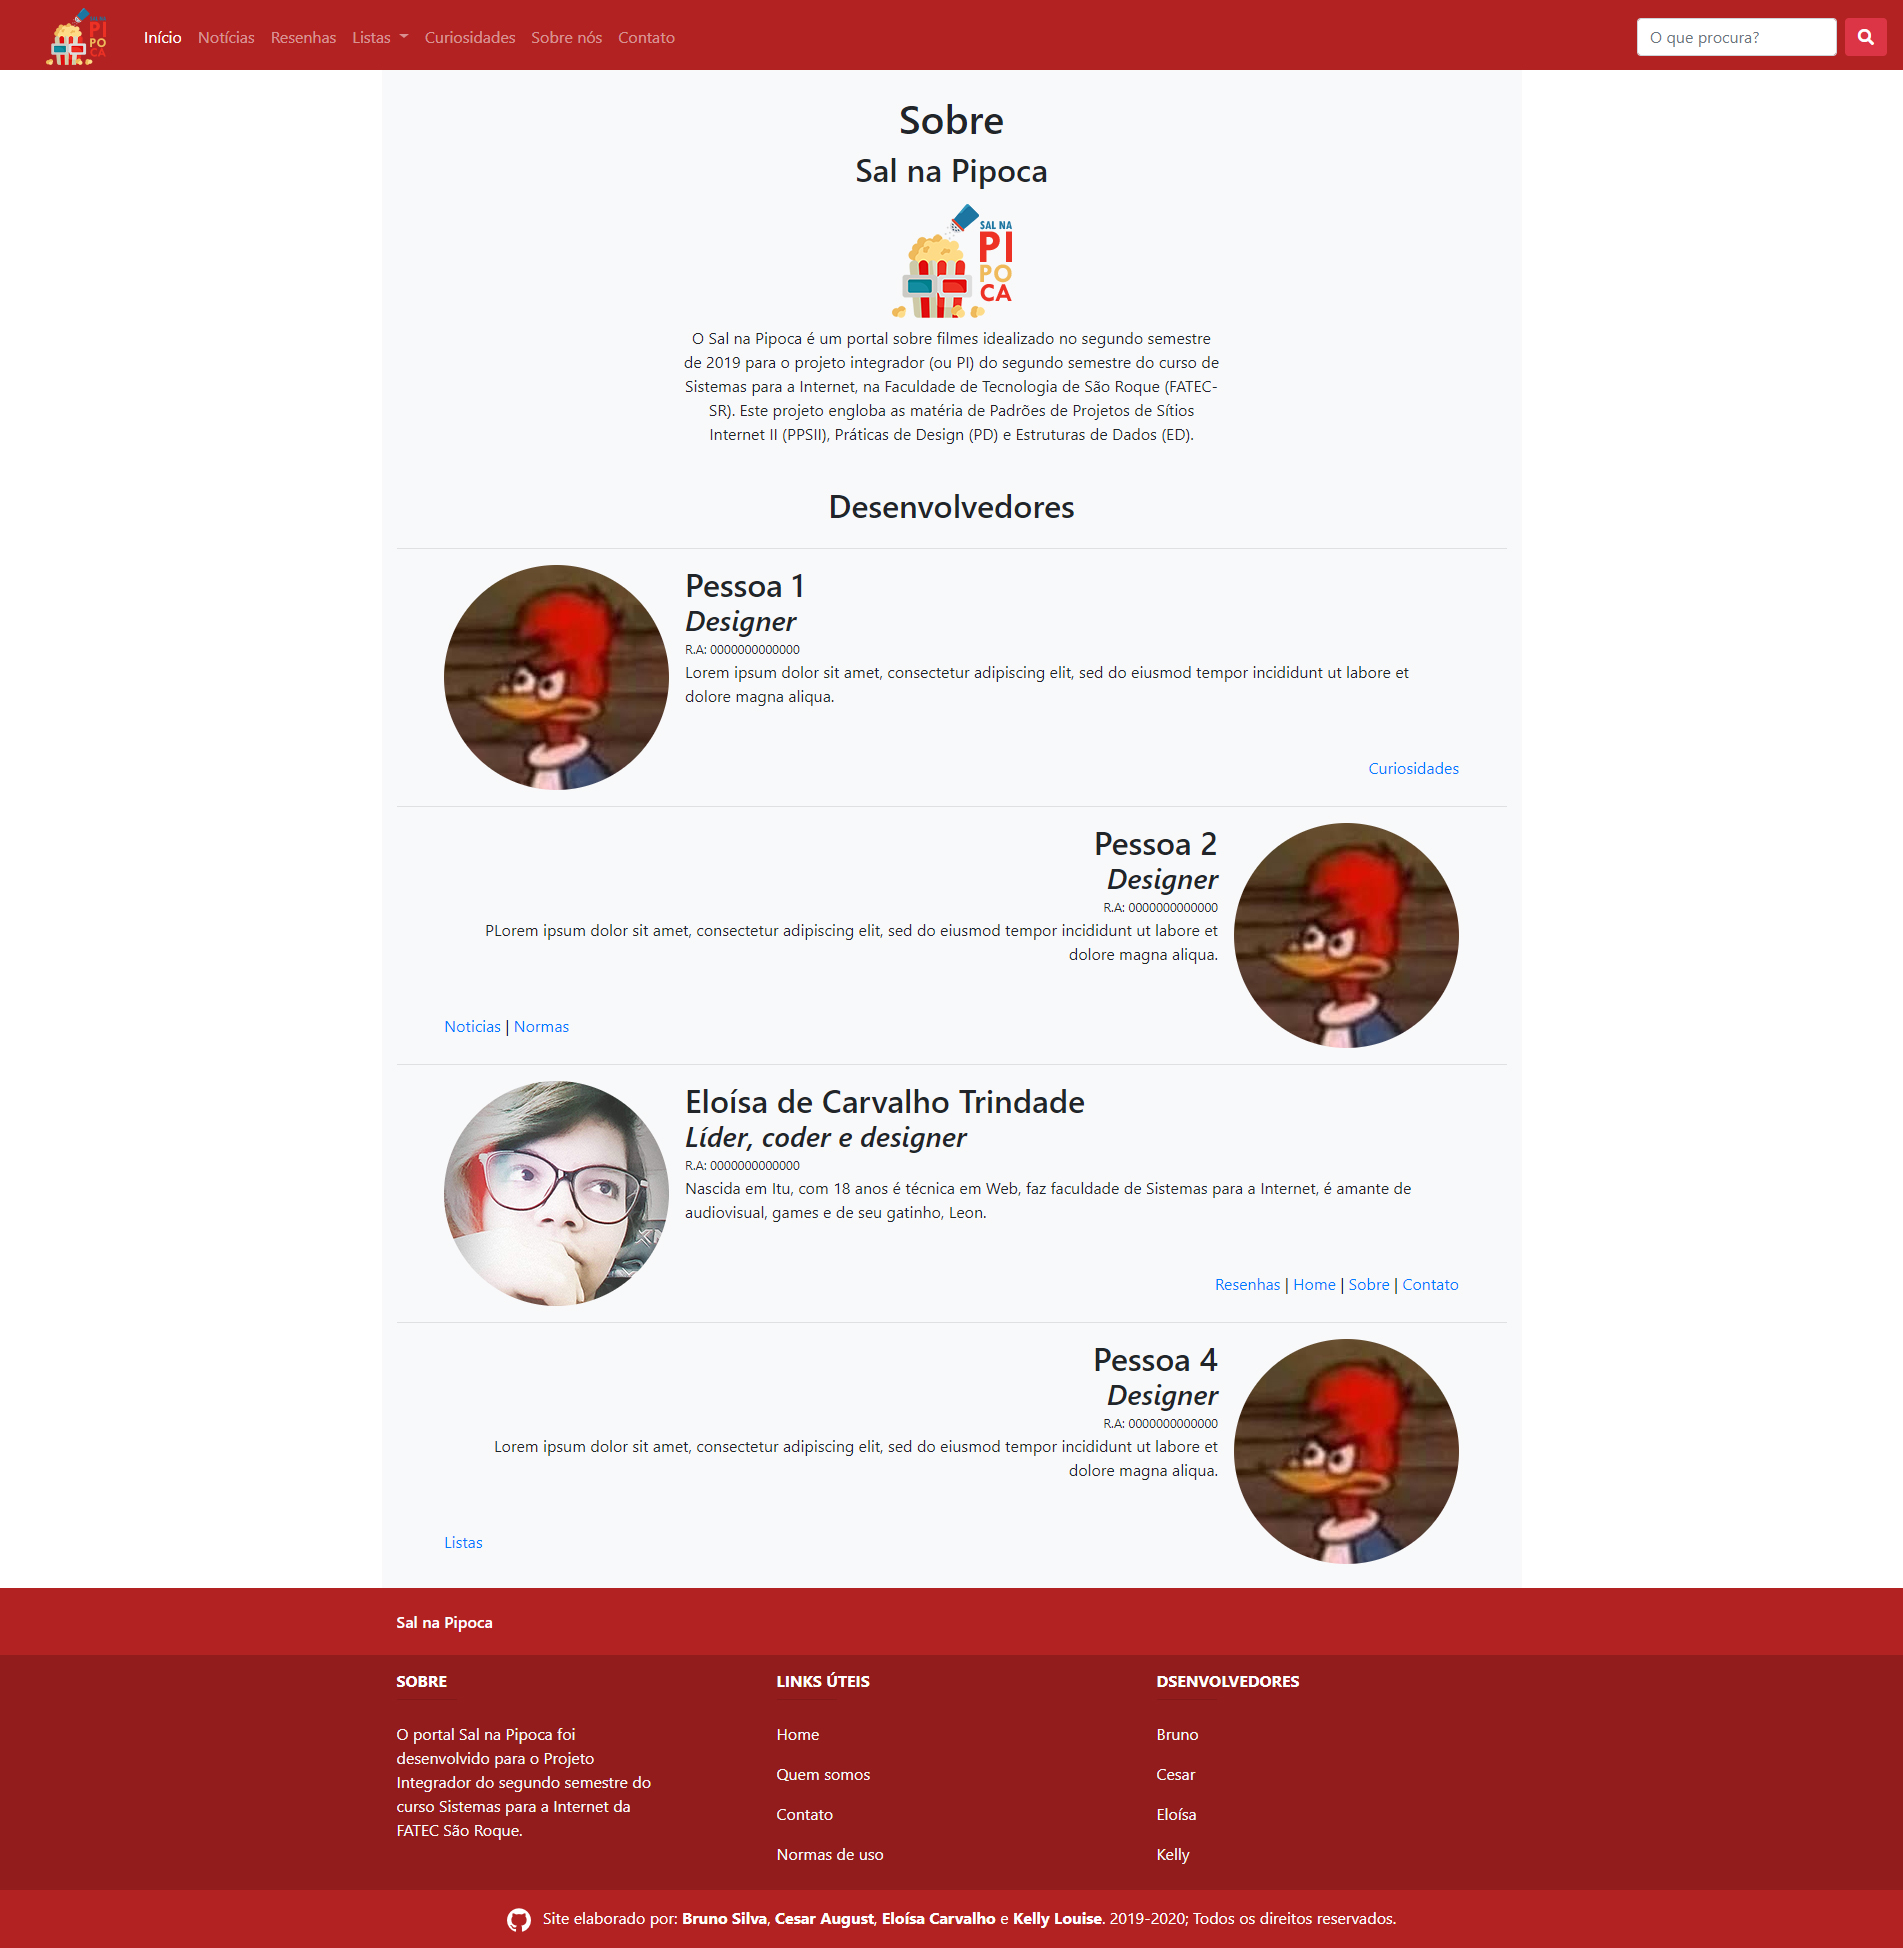 SAL NA
PI
PO
CA
Início Notícias Resenhas Listas Curiosidades Sobre nós Contato
O que procura?
Sobre
Sal na Pipoca
SAL NA
PI
PO
CA
O Sal na Pipoca é um portal sobre filmes idealizado no segundo semestre
de 2019 para o projeto integrador (ou PI) do segundo semestre do curso de
Sistemas para a Internet, na Faculdade de Tecnologia de São Roque (FATEC-
SR). Este projeto engloba as matéria de Padrões de Projetos de Sítios
Internet II (PPSII), Práticas de Design (PD) e Estruturas de Dados (ED).
Desenvolvedores
Pessoa 1
Designer
R.A: 0000000000000
Lorem ipsum dolor sit amet, consectetur adipiscing elit, sed do eiusmod tempor incididunt ut labore et
dolore magna aliqua.
Curiosidades
Pessoa 2
Designer
R.A: 0000000000000
PLorem ipsum dolor sit amet, consectetur adipiscing elit, sed do eiusmod tempor incididunt ut labore et
dolore magna aliqua.
Noticias | Normas
Eloísa de Carvalho Trindade
Líder, coder e designer
R.A: 0000000000000
Nascida em Itu, com 18 anos é técnica em Web, faz faculdade de Sistemas para a Internet, é amante de
audiovisual, games e de seu gatinho, Leon.
Resenhas | Home | Sobre | Contato
Pessoa 4
Designer
R.A: 0000000000000
Lorem ipsum dolor sit amet, consectetur adipiscing elit, sed do eiusmod tempor incididunt ut labore et
dolore magna aliqua.
Listas
Sal na Pipoca
SOBRE
O portal Sal na Pipoca foi
desenvolvido para o Projeto
Integrador do segundo semestre do
curso Sistemas para a Internet da
FATEC São Roque.
LINKS ÚTEIS
Home
Quem somos
Contato
Normas de uso
DSENVOLVEDORES
Bruno
Cesar
Eloísa
Kelly
Site elaborado por: Bruno Silva, Cesar August, Eloísa Carvalho e Kelly Louise. 2019-2020; Todos os direitos reservados.